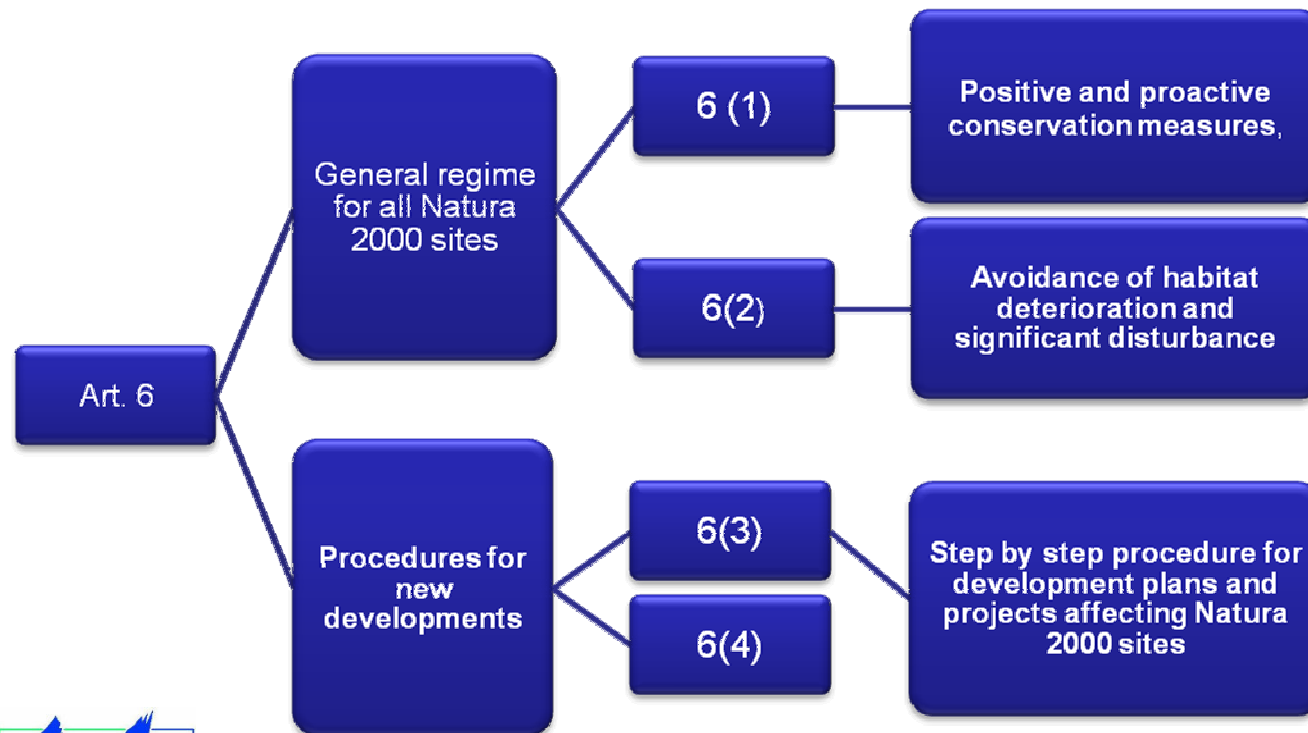 Art. 6
General regime
for all Natura
2000 sites
6 (1)
Positive and proactive
conservation measures,
6(2)
Avoidance of habitat
deterioration and
significant disturbance
Procedures for
new
developments
6(3)
6(4)
Step by step procedure for
development plans and
projects affecting Natura
2000 sites